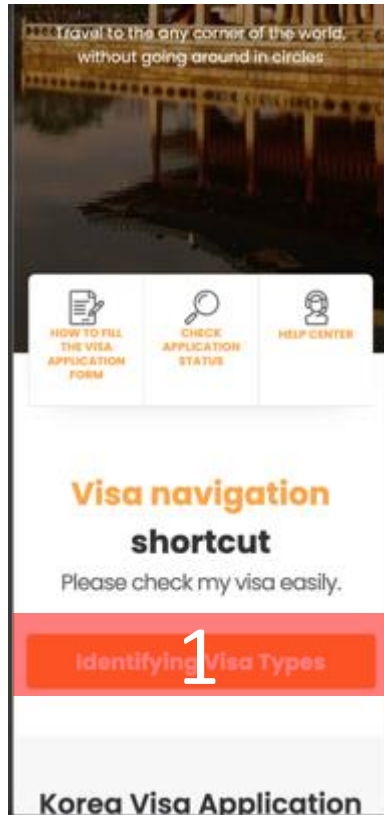 Travel to the any corner of the world,
without going around in circles
HOW TO FILL
THE VISA
APPLICATION
FORM
CHECK
APPLICATION
STATUS
HELP CENTER
Visa navigation
shortcut
Please check my visa easily.
Identifying Visa Types
1
Korea Visa Application